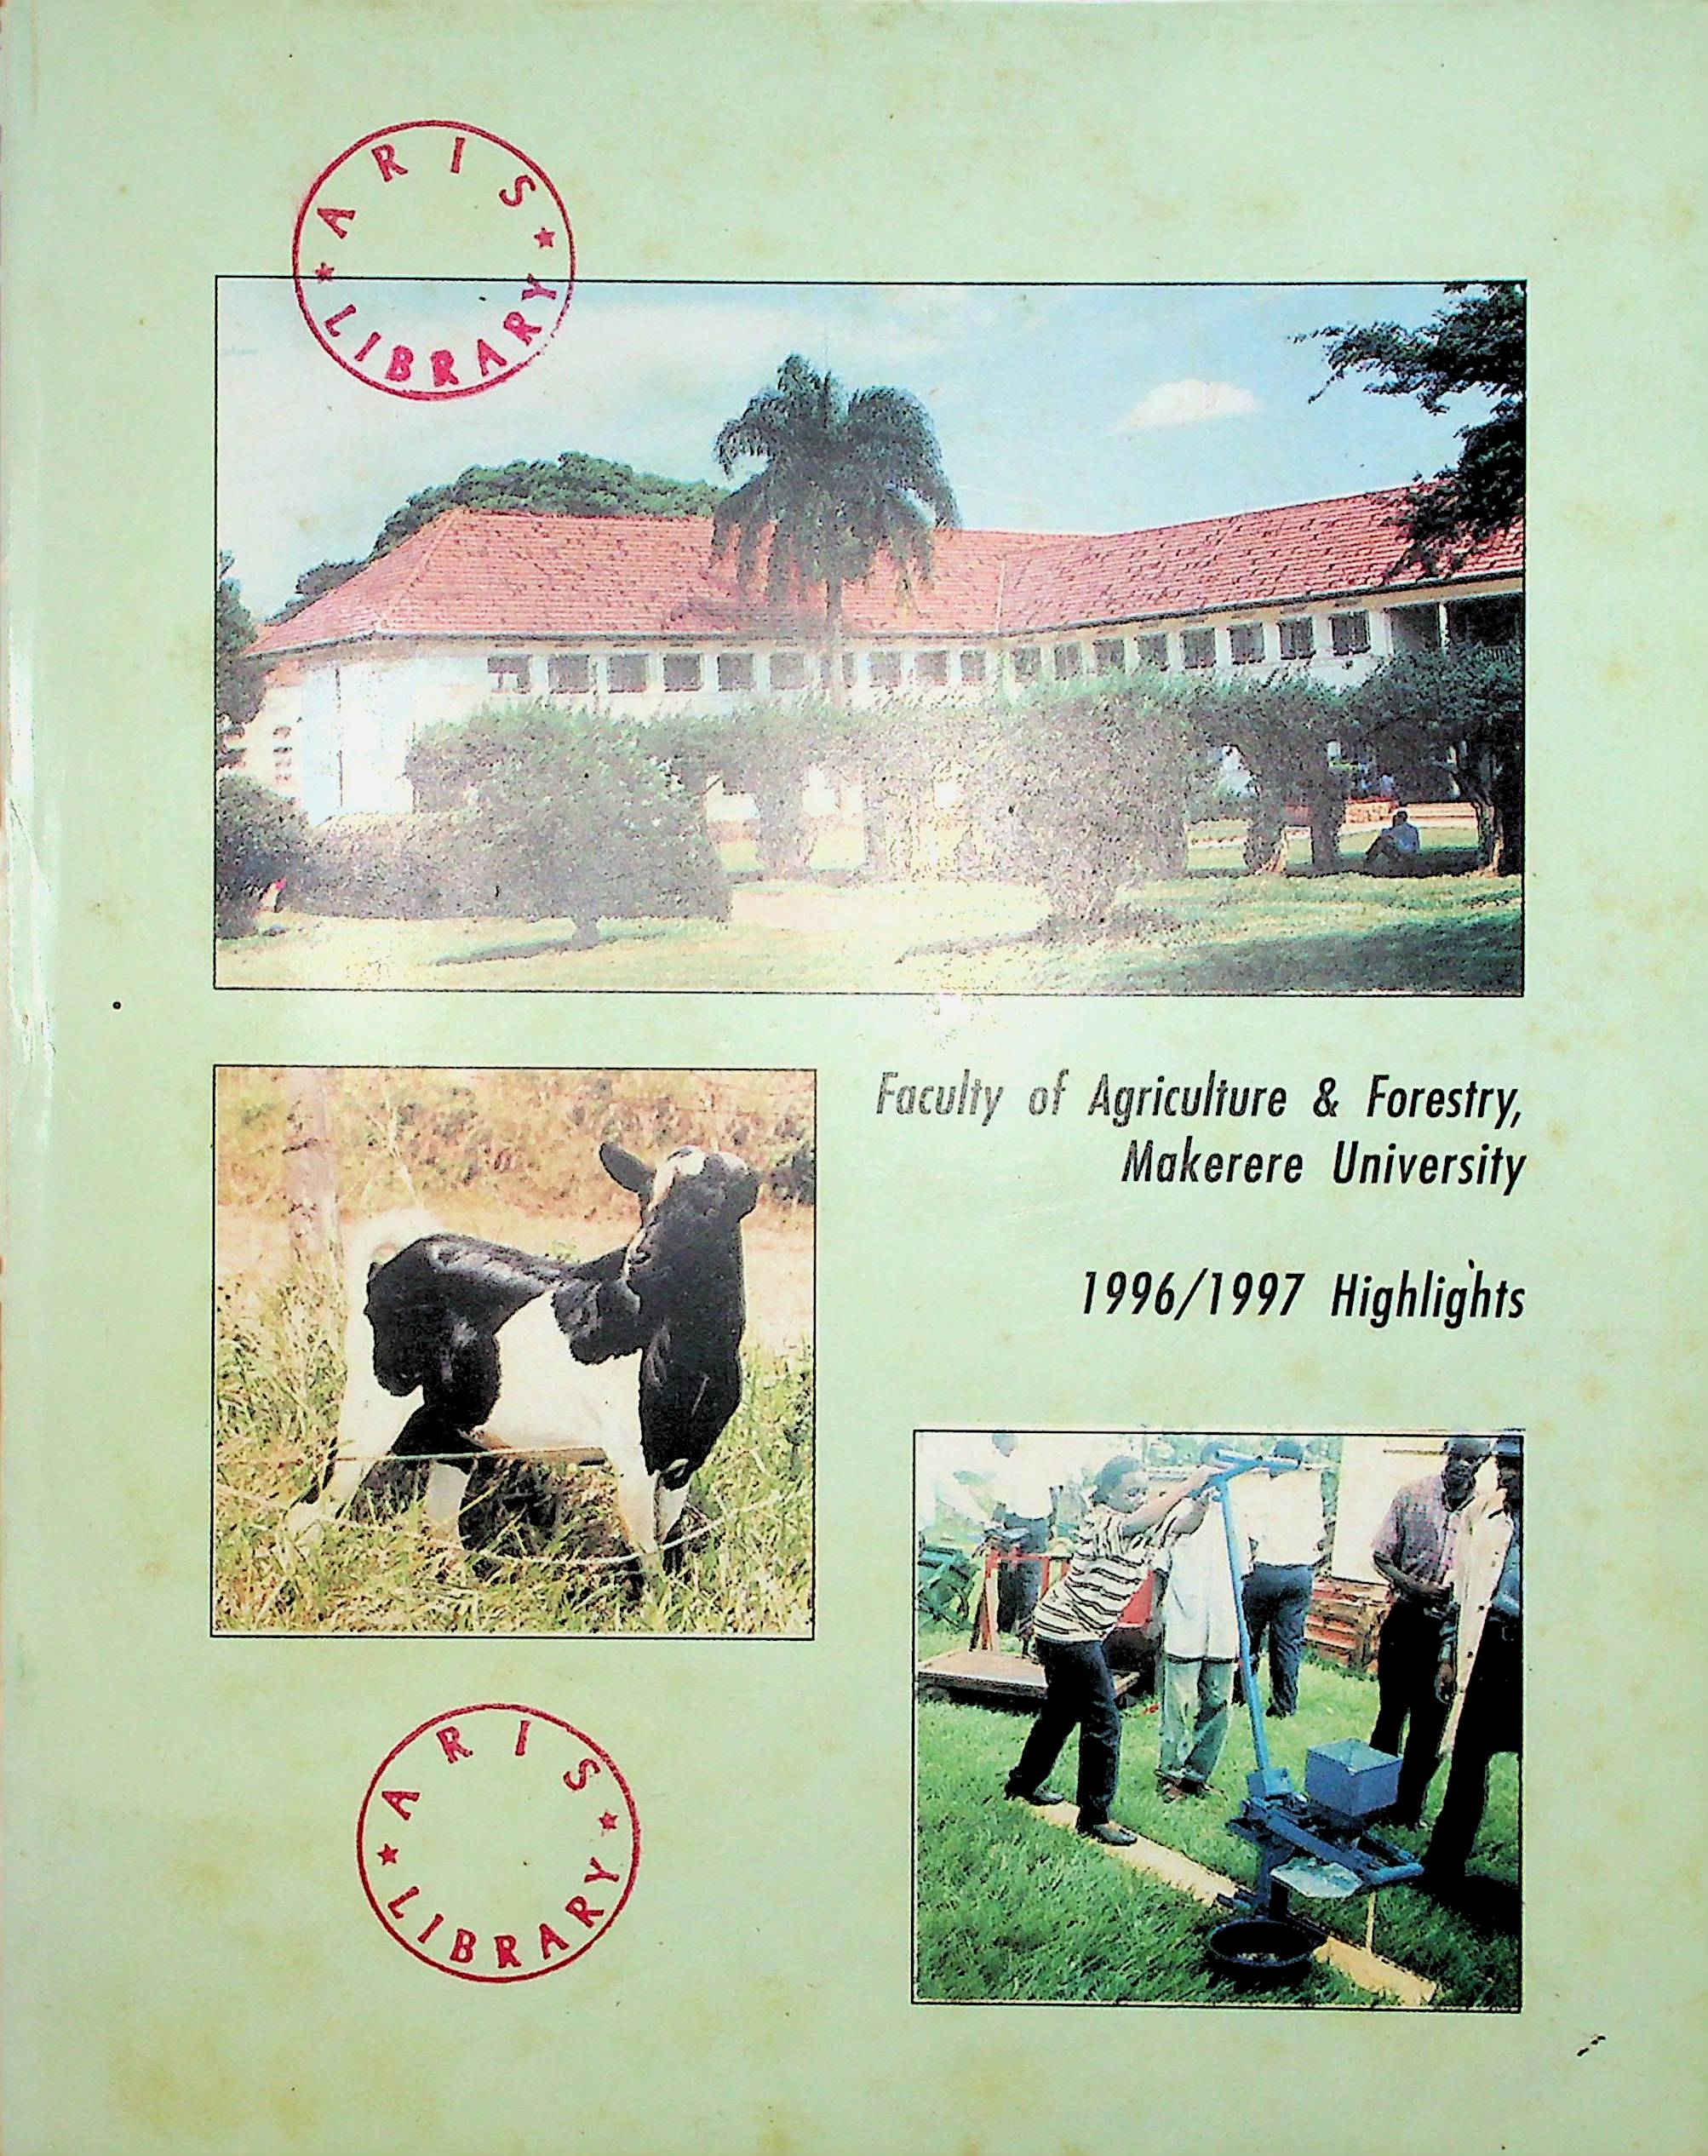 ARIS
LIBRARY
Faculty of Agriculture & Forestry,
Makerere University
1996/1997 Highlights
ARIS
LIBRARY